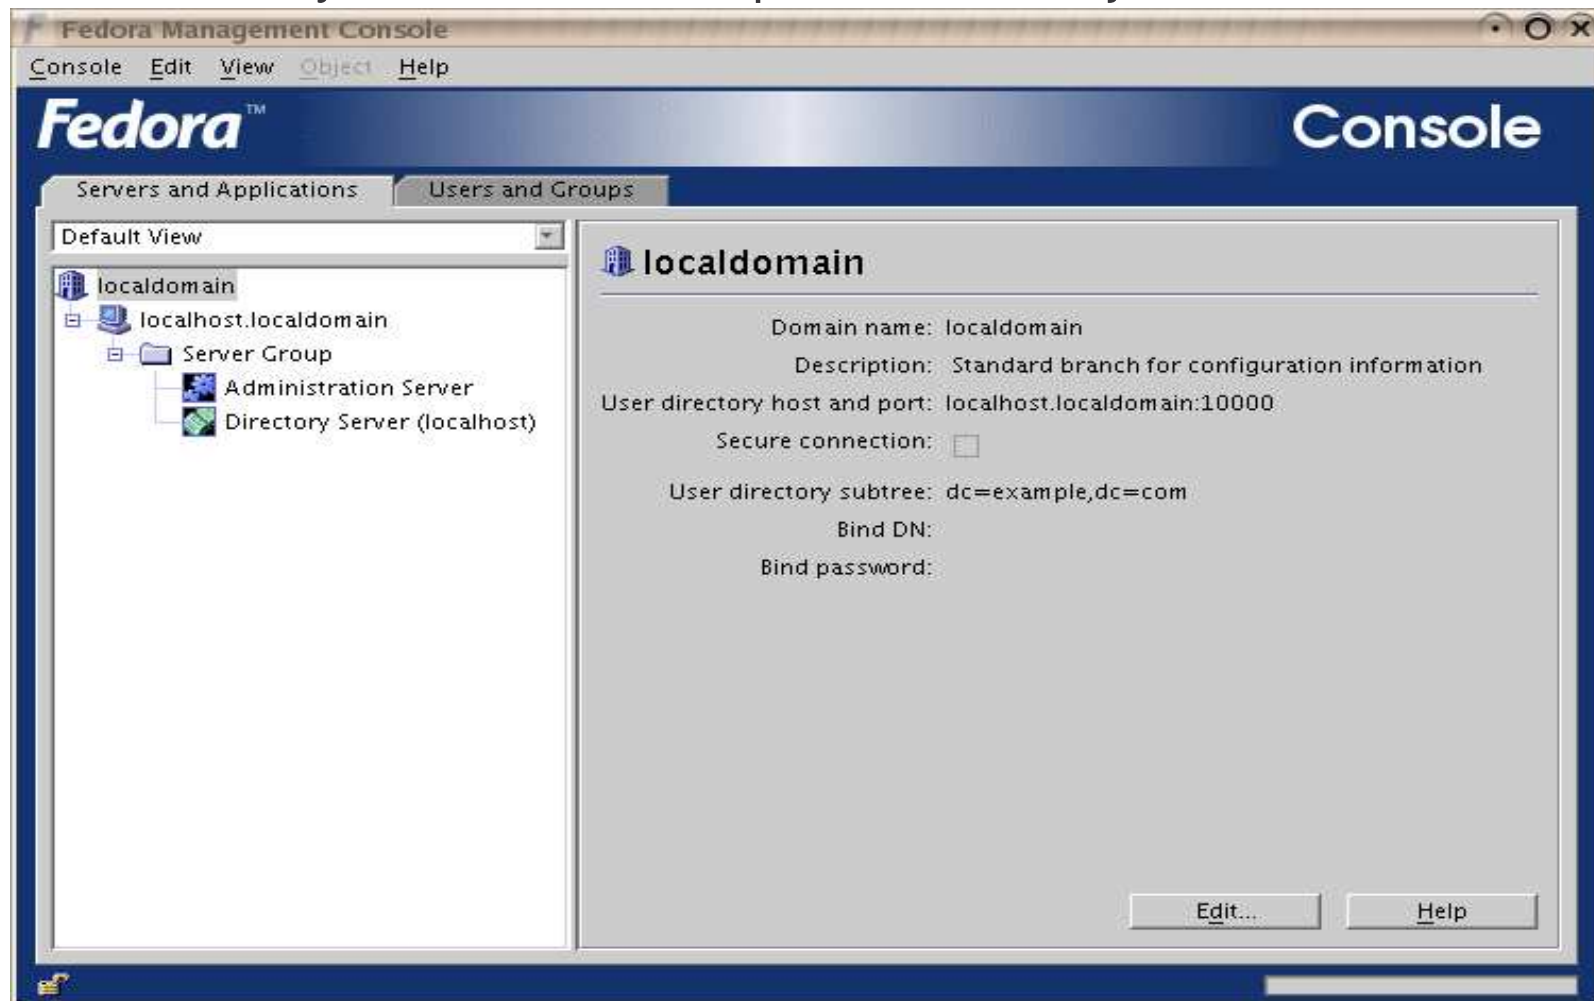 Fedora Management Console
Console Edit View Object Help
Fedora™ Console
Servers and Applications Users and Groups
Default View
localdomain
localhost.localdomain
Server Group
Administration Server
Directory Server (localhost)
localdomain
Domain name: localdomain
Description: Standard branch for configuration information
User directory host and port: localhost.localdomain:10000
Secure connection:
User directory subtree: dc=example,dc=com
Bind DN:
Bind password:
Edit... Help